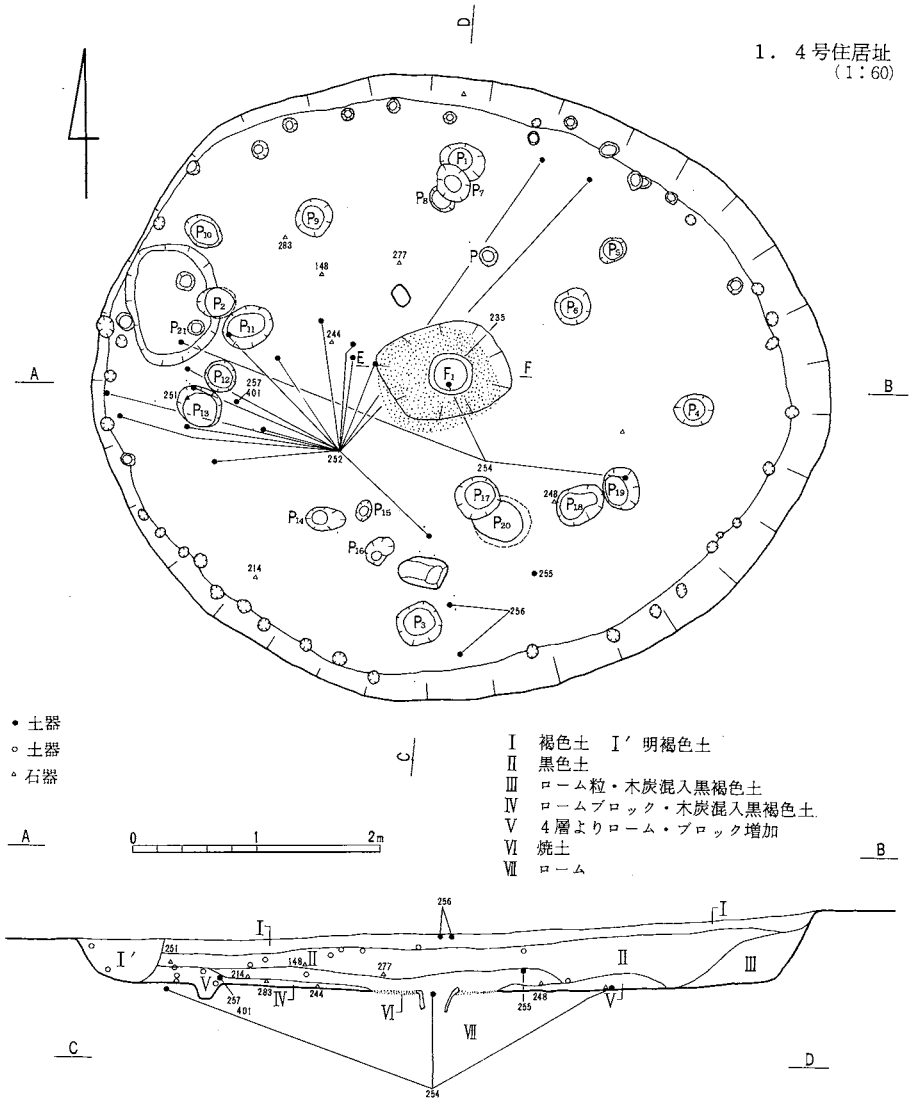 D
1. 4号住居址
(1:60)
P1
P7
P8
P9
P10
283
148
277
P
P5
P2
P11
P6
235
P21
244
E
F
F1
A
B
P12
257
401
251
P13
P4
252
254
P17
P19
248
P18
P14
P15
P20
P16
214
255
256
P3
• 土器
○ 土器
▵ 石器
C
Ⅰ 褐色土 Ⅰ′ 明褐色土
Ⅱ 黒色土
Ⅲ ローム粒・木炭混入黒褐色土
Ⅳ ロームブロック・木炭混入黒褐色土
Ⅴ 4層よりローム・ブロック増加
Ⅵ 焼土
Ⅶ ローム
A
0 1 2m
B
256
Ⅰ
Ⅰ
Ⅰ′
251
Ⅱ
148
277
Ⅱ
Ⅲ
Ⅴ
214
257
401
283
Ⅳ
244
Ⅵ
Ⅶ
255
248
Ⅴ
C
D
254